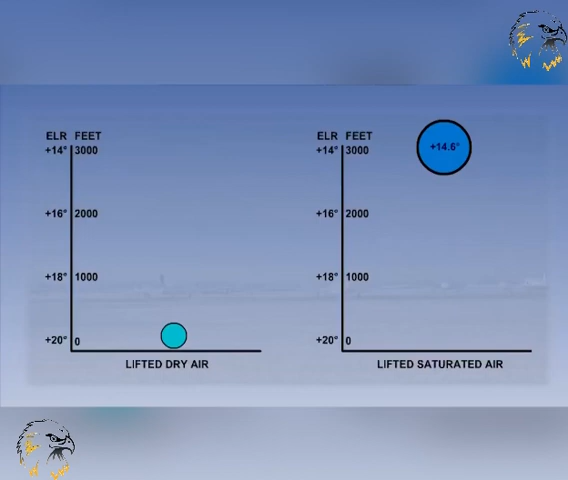 ELR FEET
+14° 3000
+16° 2000
+18° 1000
+20° 0
LIFTED DRY AIR
ELR FEET
+14° 3000
+14.6°
+16° 2000
+18° 1000
+20° 0
LIFTED SATURATED AIR